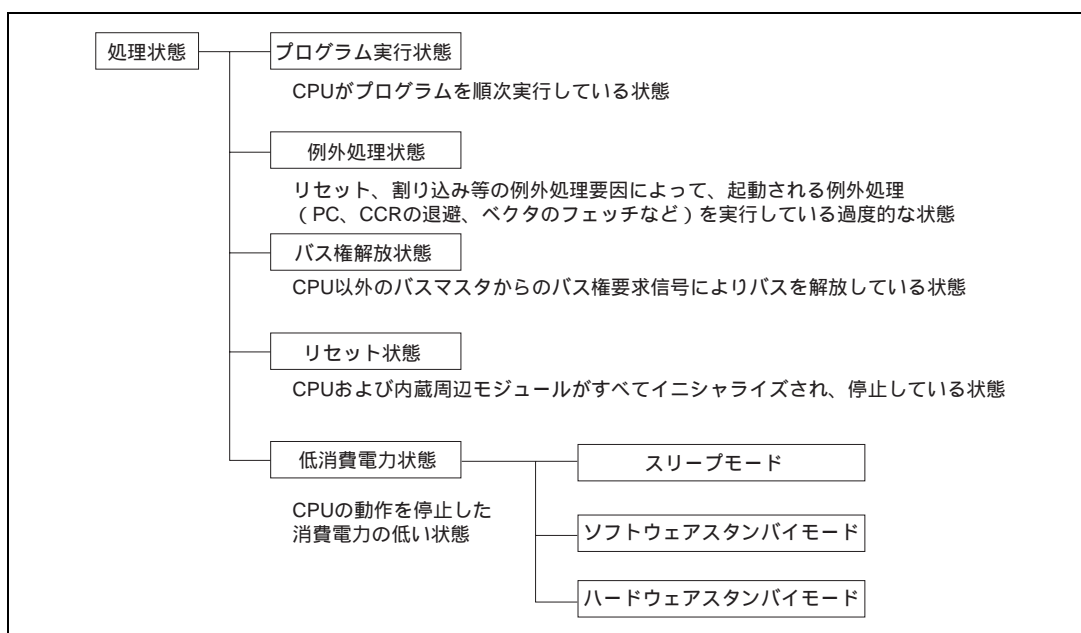 処理状態
プログラム実行状態
CPUがプログラムを順次実行している状態
例外処理状態
リセット、割り込み等の例外処理要因によって、起動される例外処理
(PC、CCRの退避、ベクタのフェッチなど)を実行している過度的な状態
バス権解放状態
CPU以外のバスマスタからのバス権要求信号によりバスを解放している状態
リセット状態
CPUおよび内蔵周辺モジュールがすべてイニシャライズされ、停止している状態
低消費電力状態
CPUの動作を停止した
消費電力の低い状態
スリープモード
ソフトウェアスタンバイモード
ハードウェアスタンバイモード